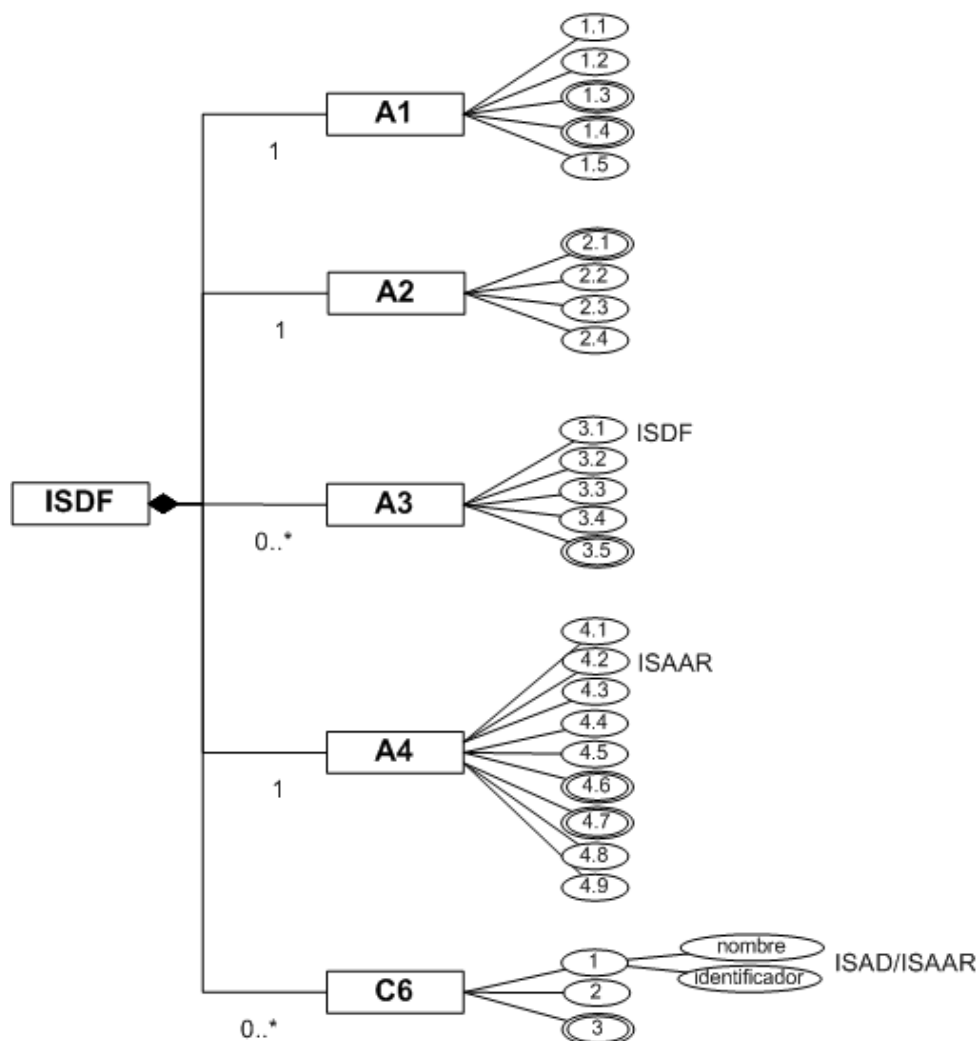 1.1
1.2
A1
1.3
1.4
1
1.5
2.1
2.2
A2
2.3
1
2.4
3.1 ISDF
3.2
ISDF
A3
3.3
3.4
0..*
3.5
4.1
4.2 ISAAR
4.3
4.4
A4
4.5
1
4.6
4.7
4.8
4.9
nombre
1
ISAD/ISAAR
identificador
C6
2
0..*
3